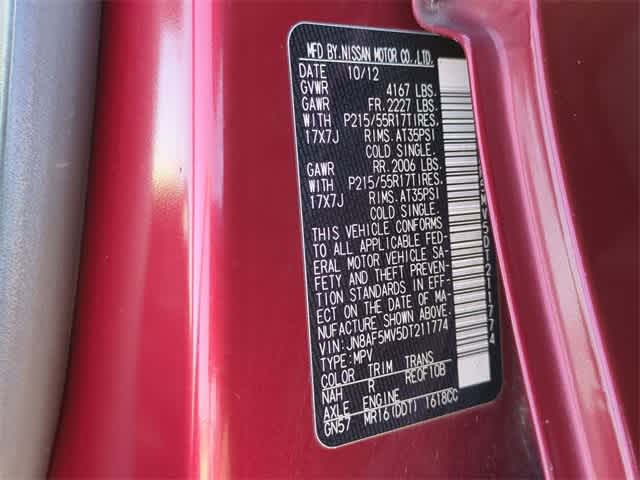 MFD BY.NISSAN MOTOR CO.,LTD.
DATE 10/12
GVWR 4167 LBS.
GAWR FR.2227 LBS.
WITH P215/55R17TIRES.
17X7J RIMS.AT35PSI
COLD SINGLE.
GAWR RR.2006 LBS.
WITH P215/55R17TIRES.
17X7J RIMS.AT35PSI
COLD SINGLE.
THIS VEHICLE CONFORMS
TO ALL APPLICABLE FED-
ERAL MOTOR VEHICLE SA-
FETY AND THEFT PREVEN-
TION STANDARDS IN EFF-
ECT ON THE DATE OF MA-
NUFACTURE SHOWN ABOVE.
VIN:JN8AF5MV5DT211774
TYPE:MPV
COLOR TRIM TRANS
NAH R RE0F10B
AXLE ENGINE
GN57 MR16(DDT) 1618CC
MV5DT211774